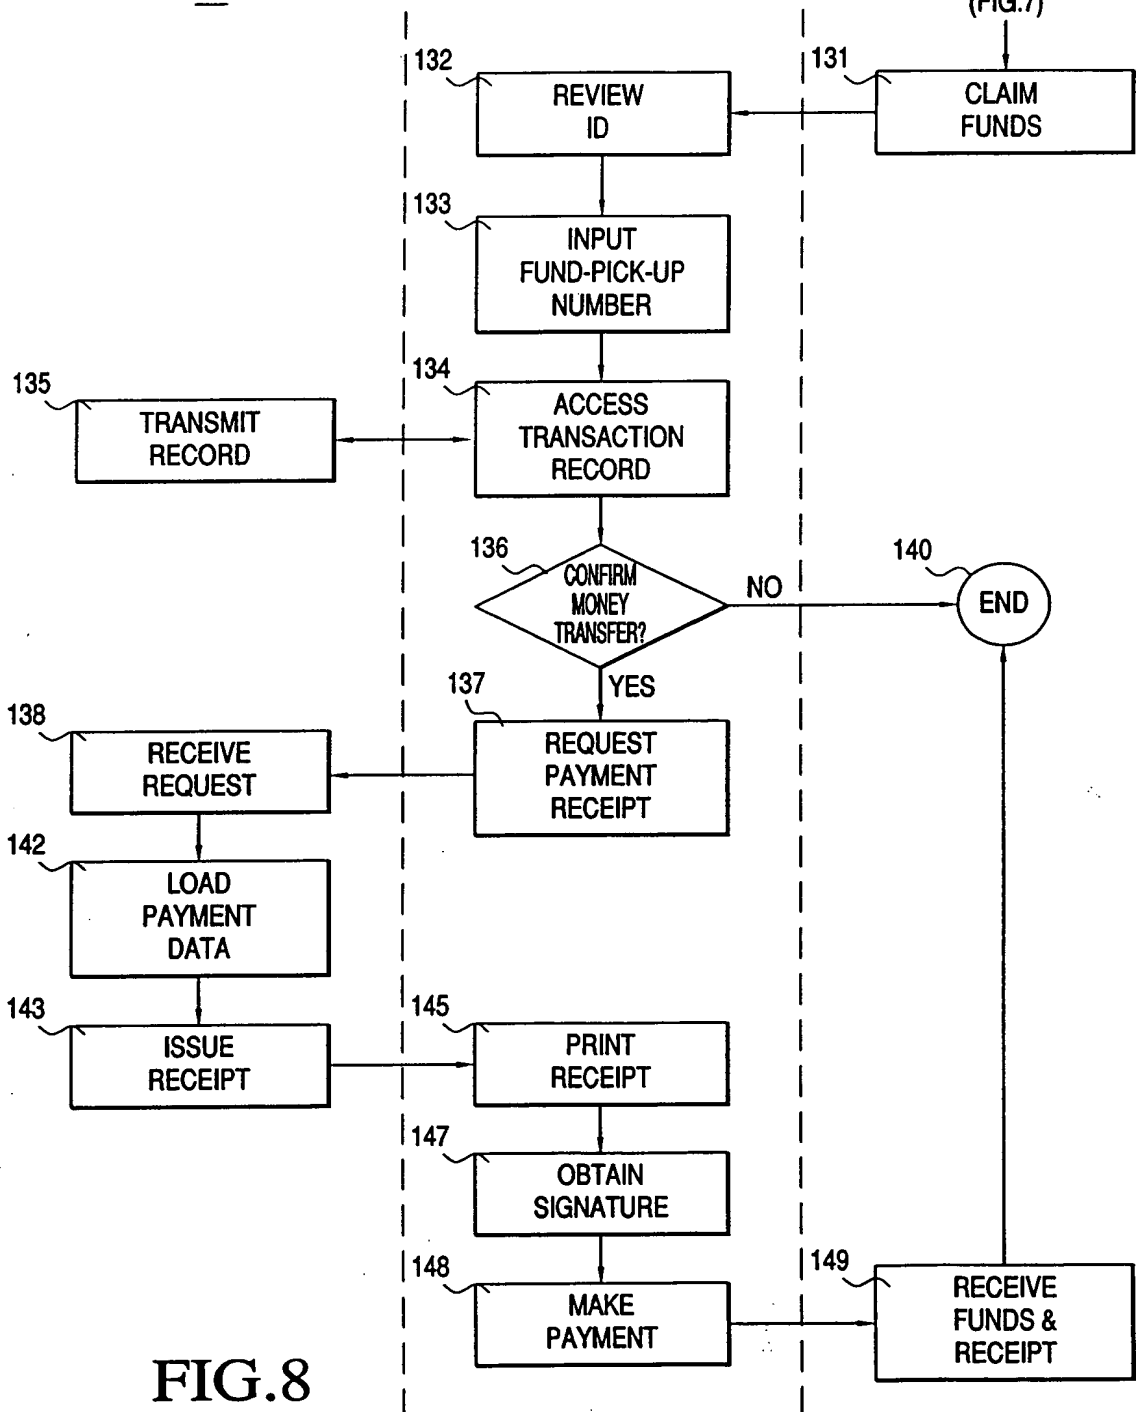 (FIG.7)
132
REVIEW
ID
131
CLAIM
FUNDS
133
INPUT
FUND-PICK-UP
NUMBER
135
TRANSMIT
RECORD
134
ACCESS
TRANSACTION
RECORD
136
CONFIRM
MONEY
TRANSFER?
NO
140
END
YES
137
REQUEST
PAYMENT
RECEIPT
138
RECEIVE
REQUEST
142
LOAD
PAYMENT
DATA
143
ISSUE
RECEIPT
145
PRINT
RECEIPT
147
OBTAIN
SIGNATURE
148
MAKE
PAYMENT
149
RECEIVE
FUNDS &
RECEIPT
FIG.8